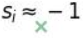 sᵢ ≈ −1
×